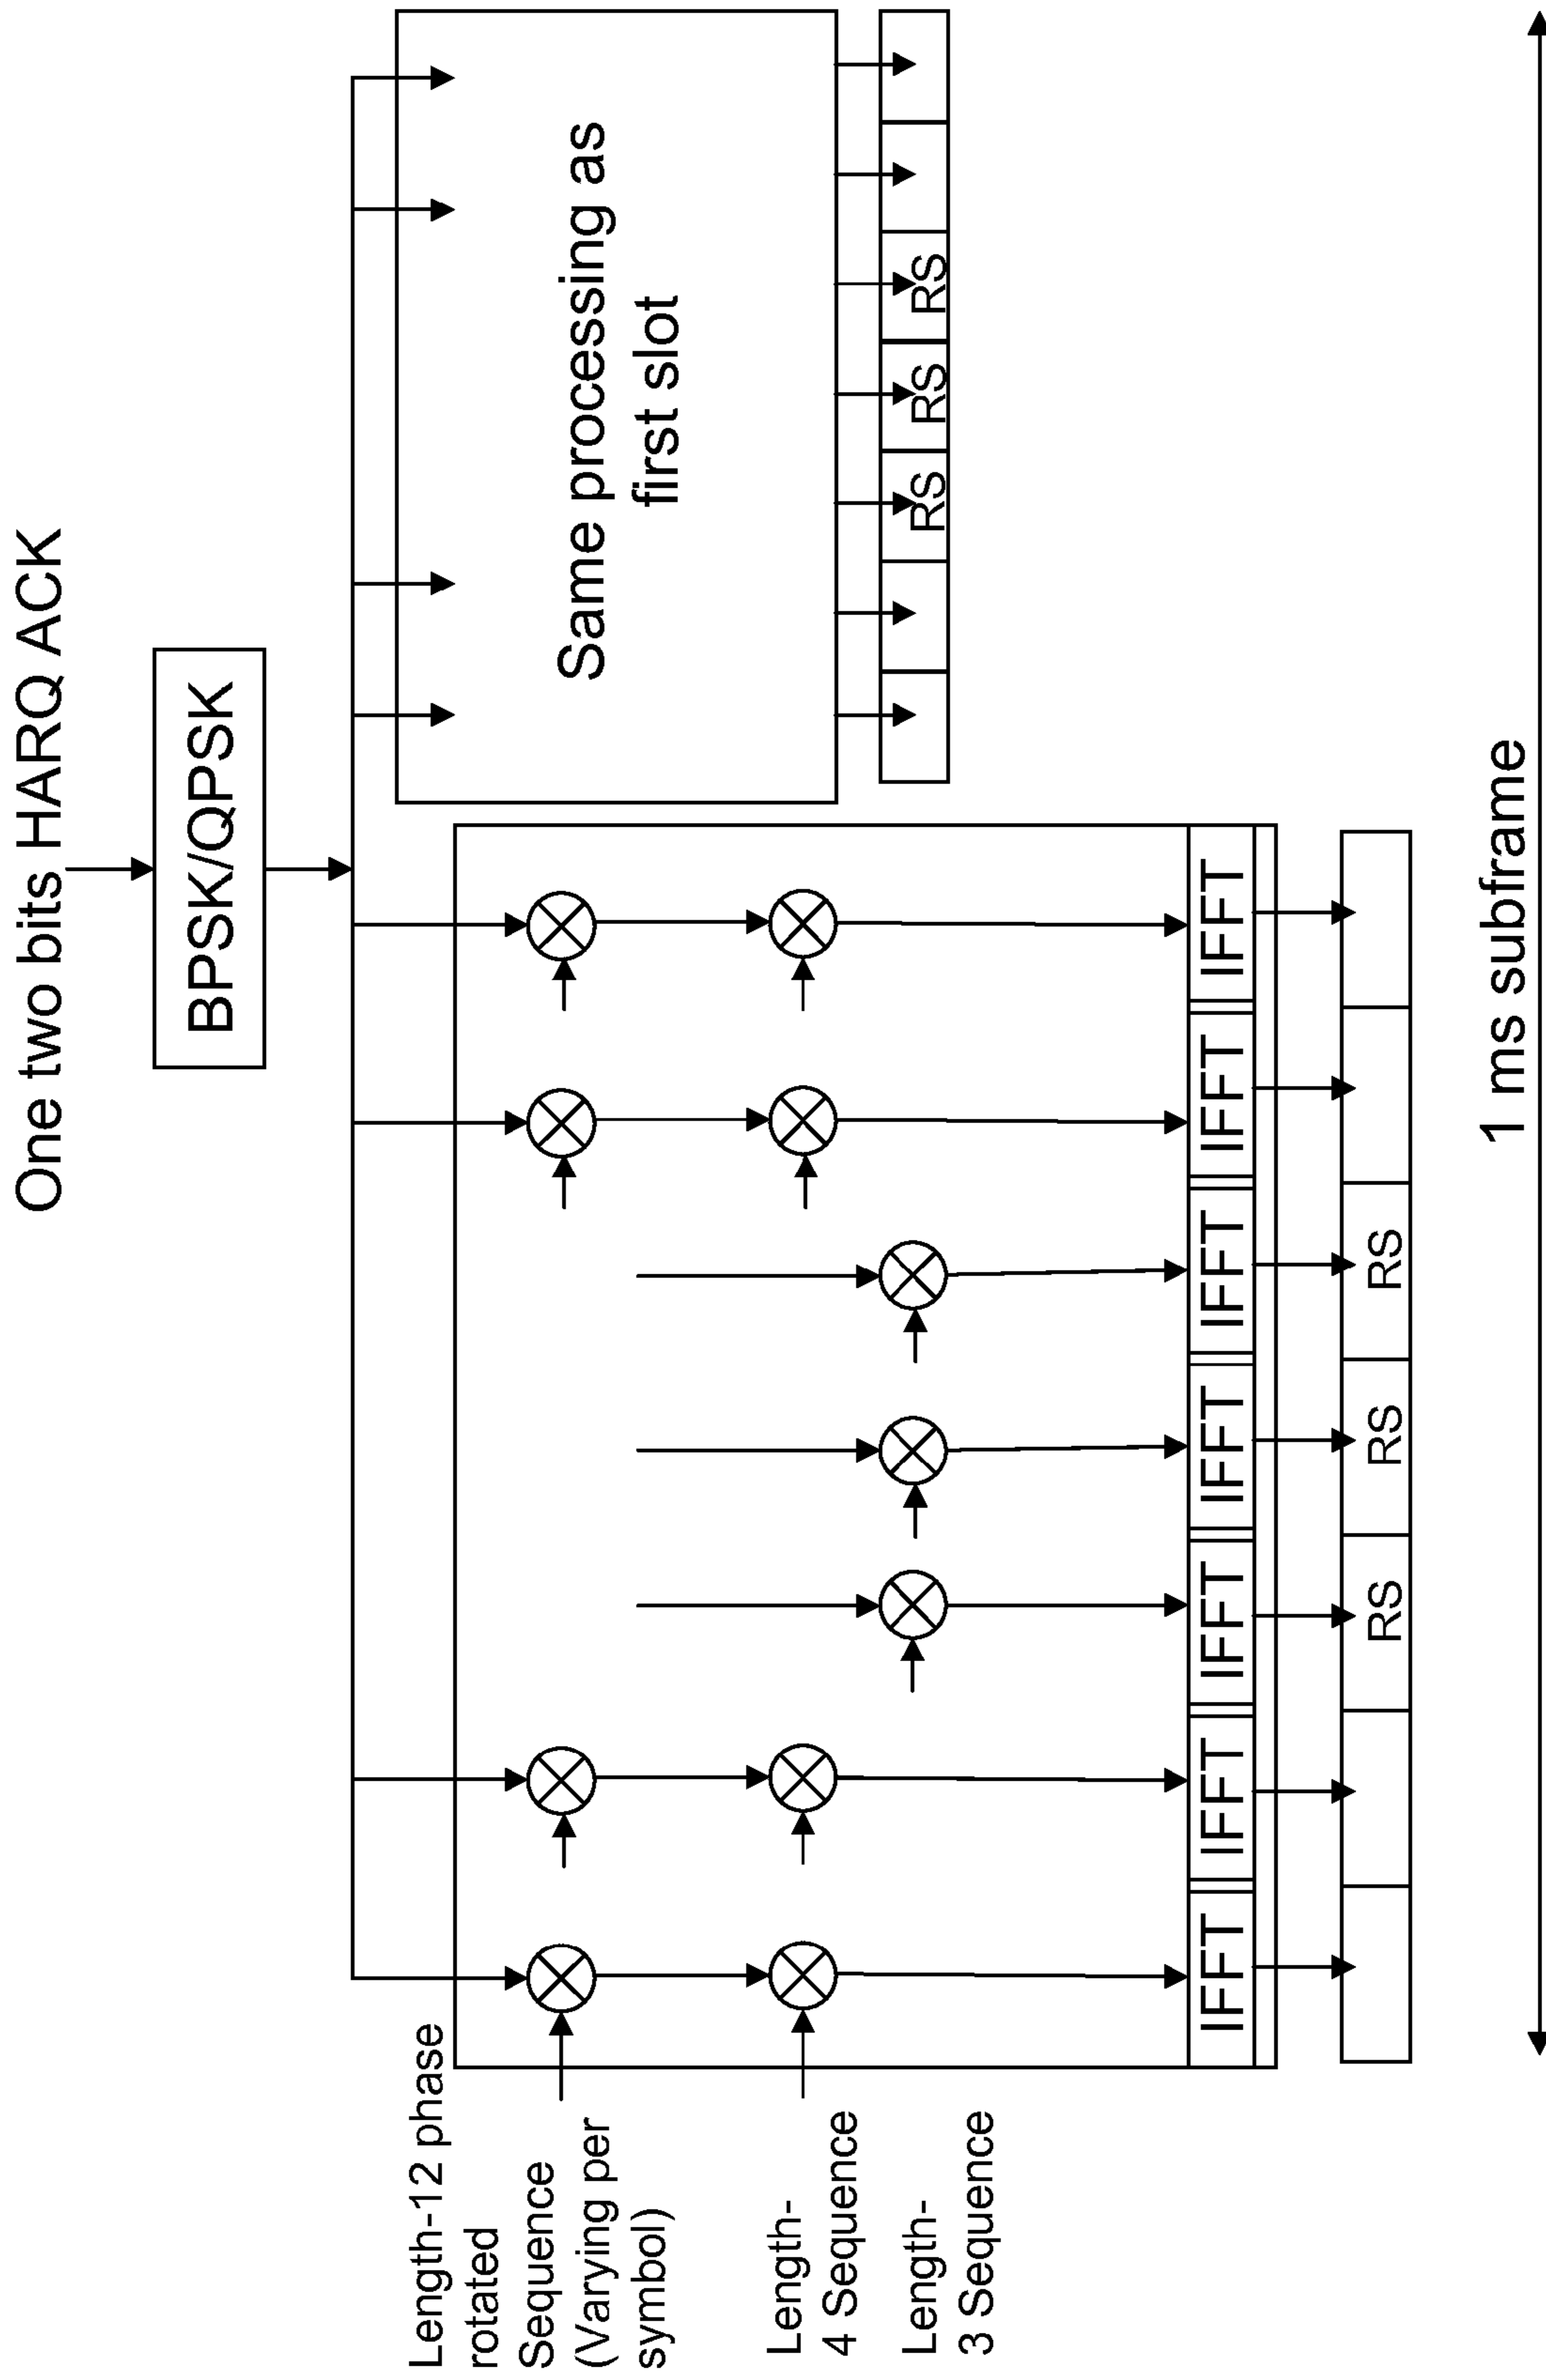 One two bits HARQ ACK
BPSK/QPSK
Length-12 phase
rotated
Sequence
(Varying per
symbol)
Length-
4 Sequence
Length-
3 Sequence
Same processing as
first slot
IFFT IFFT IFFT IFFT IFFT IFFT IFFT
RS RS RS
RS RS RS
1 ms subframe